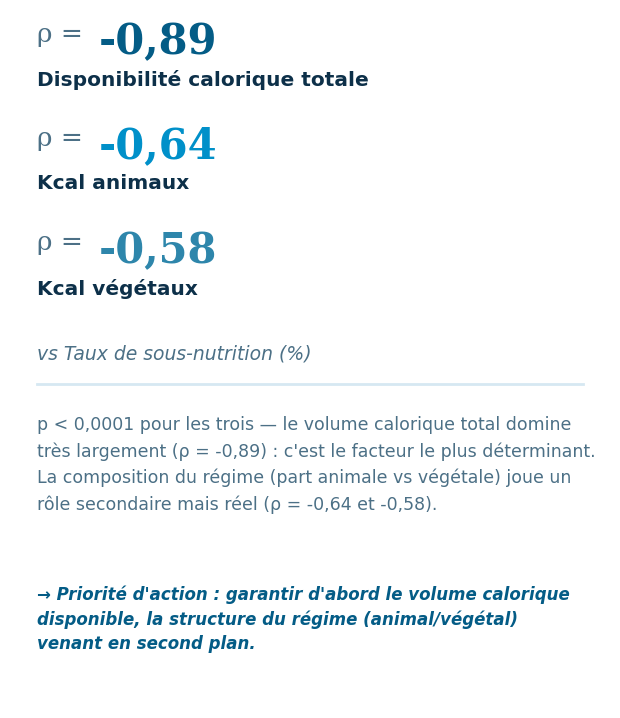 ρ = -0,89
Disponibilité calorique totale
ρ = -0,64
Kcal animaux
ρ = -0,58
Kcal végétaux
vs Taux de sous-nutrition (%)
p < 0,0001 pour les trois — le volume calorique total domine
très largement (ρ = -0,89) : c'est le facteur le plus déterminant.
La composition du régime (part animale vs végétale) joue un
rôle secondaire mais réel (ρ = -0,64 et -0,58).
→ Priorité d'action : garantir d'abord le volume calorique
disponible, la structure du régime (animal/végétal)
venant en second plan.